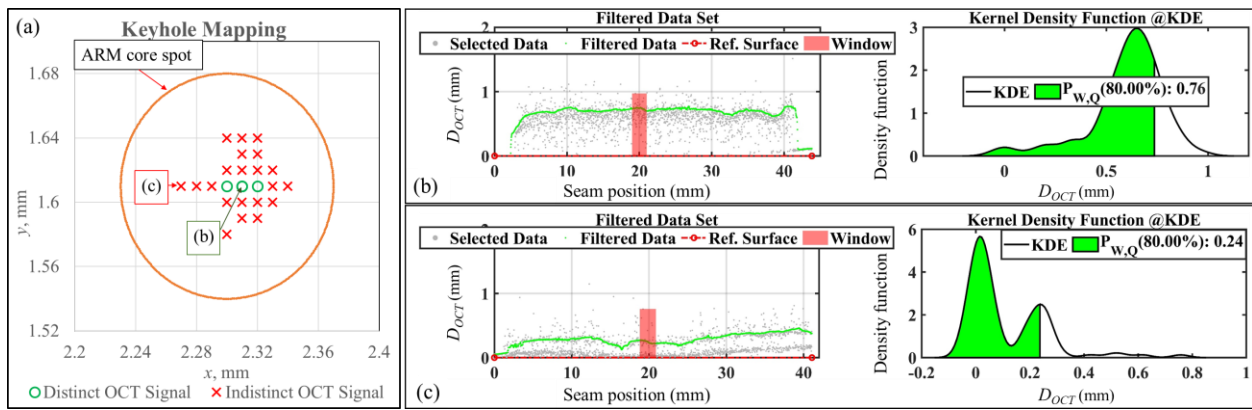 (a)
Keyhole Mapping
ARM core spot
1.68
1.64
1.6
1.56
1.52
y, mm
(c)
(b)
2.2
2.24
2.28
2.32
2.36
2.4
x, mm
Distinct OCT Signal
Indistinct OCT Signal
Filtered Data Set
Selected Data
Filtered Data
Ref. Surface
Window
2
1
0
D_OCT (mm)
0
10
20
30
40
Seam position (mm)
(b)
Kernel Density Function @KDE
KDE
P_W,Q (80.00%): 0.76
3
2
1
0
Density function
0
0.5
1
D_OCT (mm)
Filtered Data Set
Selected Data
Filtered Data
Ref. Surface
Window
1
0
D_OCT (mm)
0
10
20
30
40
Seam position (mm)
(c)
Kernel Density Function @KDE
KDE
P_W,Q (80.00%): 0.24
6
4
2
0
Density function
-0.2
0
0.2
0.4
0.6
0.8
1
D_OCT (mm)